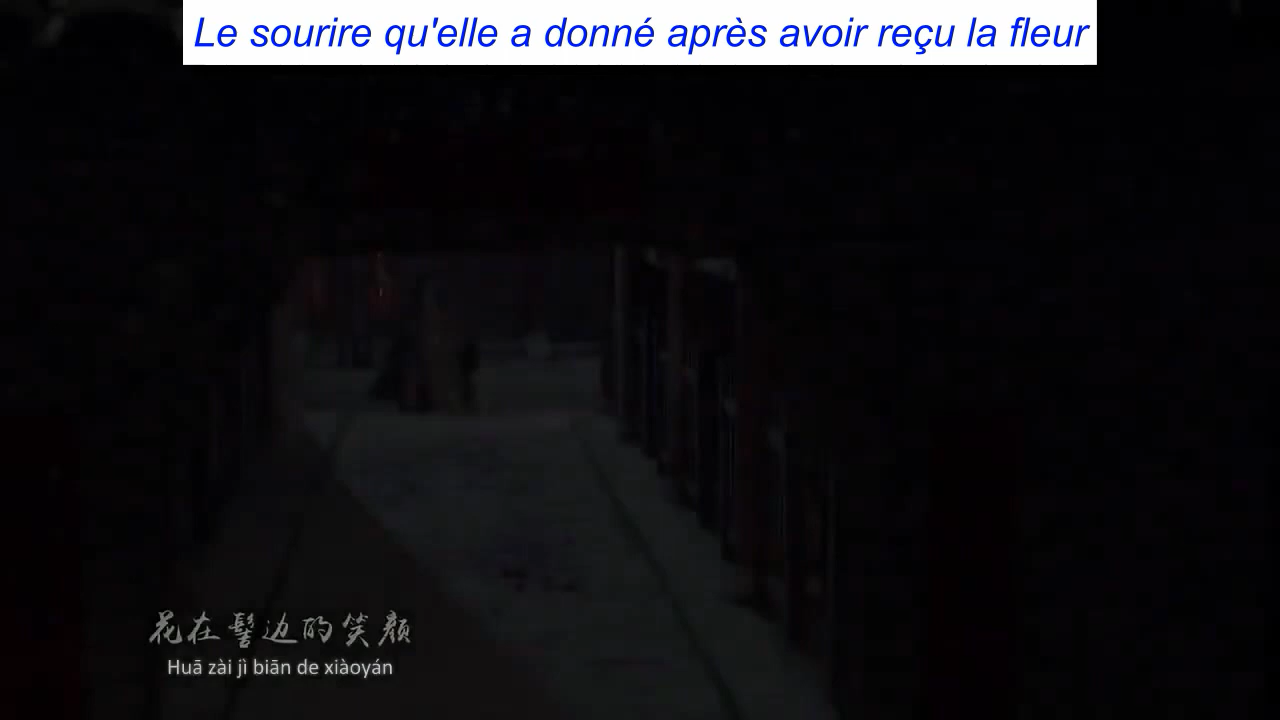 Le sourire qu'elle a donné après avoir reçu la fleur
花在髻边的笑颜
Huā zài jì biān de xiàoyán